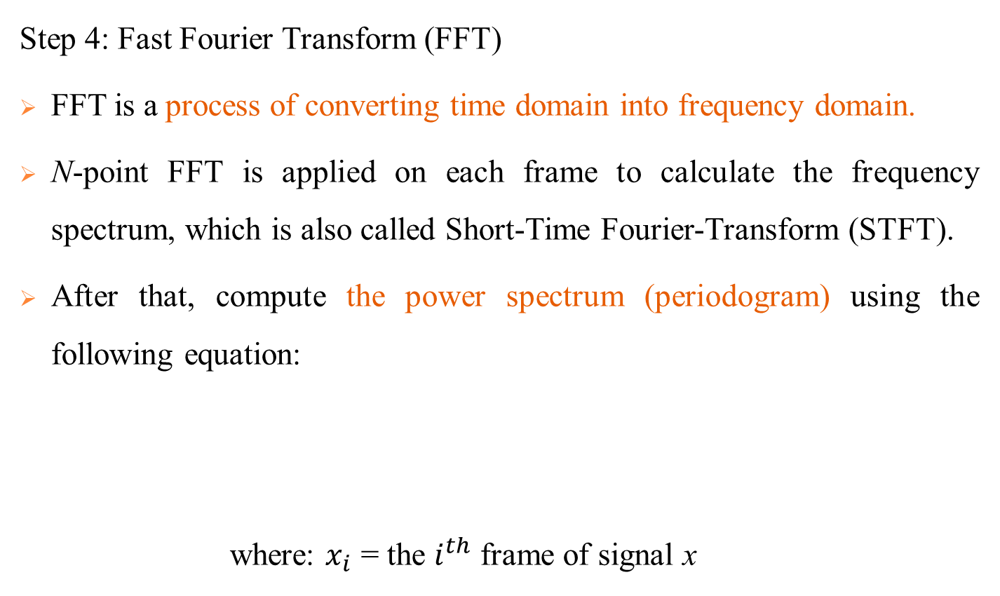 Step 4: Fast Fourier Transform (FFT)
➢ FFT is a process of converting time domain into frequency domain.
➢ N-point FFT is applied on each frame to calculate the frequency
spectrum, which is also called Short-Time Fourier-Transform (STFT).
➢ After that, compute the power spectrum (periodogram) using the
following equation:
where: xᵢ = the iᵗʰ frame of signal x